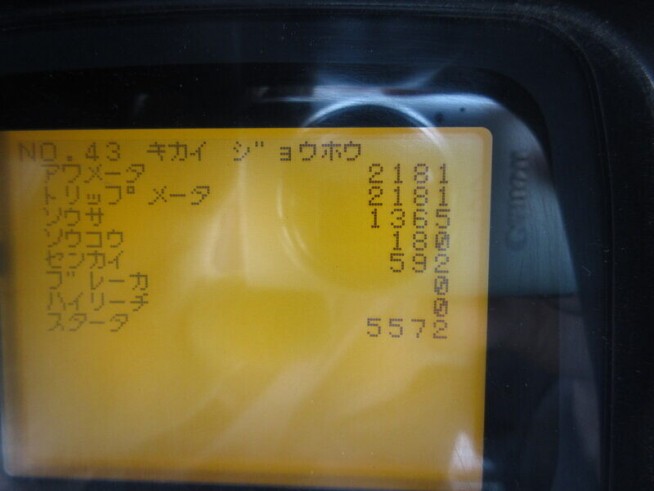 NO.43 キカイ ジョウホウ
アワメータ 2181
トリップメータ 2181
ソウサ 1365
ソウコウ 180
センカイ 592
ブレーカ 0
ハイリーチ 0
スタータ 5572
Canon